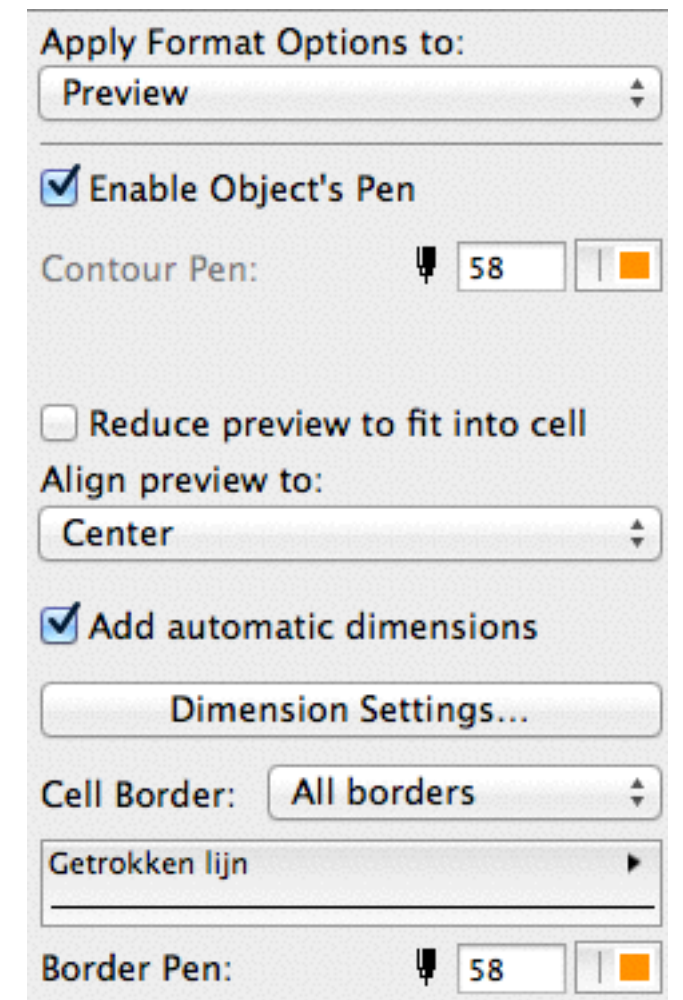 Apply Format Options to:
Preview
Enable Object's Pen
Contour Pen: 58
Reduce preview to fit into cell
Align preview to:
Center
Add automatic dimensions
Dimension Settings...
Cell Border: All borders
Getrokken lijn
Border Pen: 58